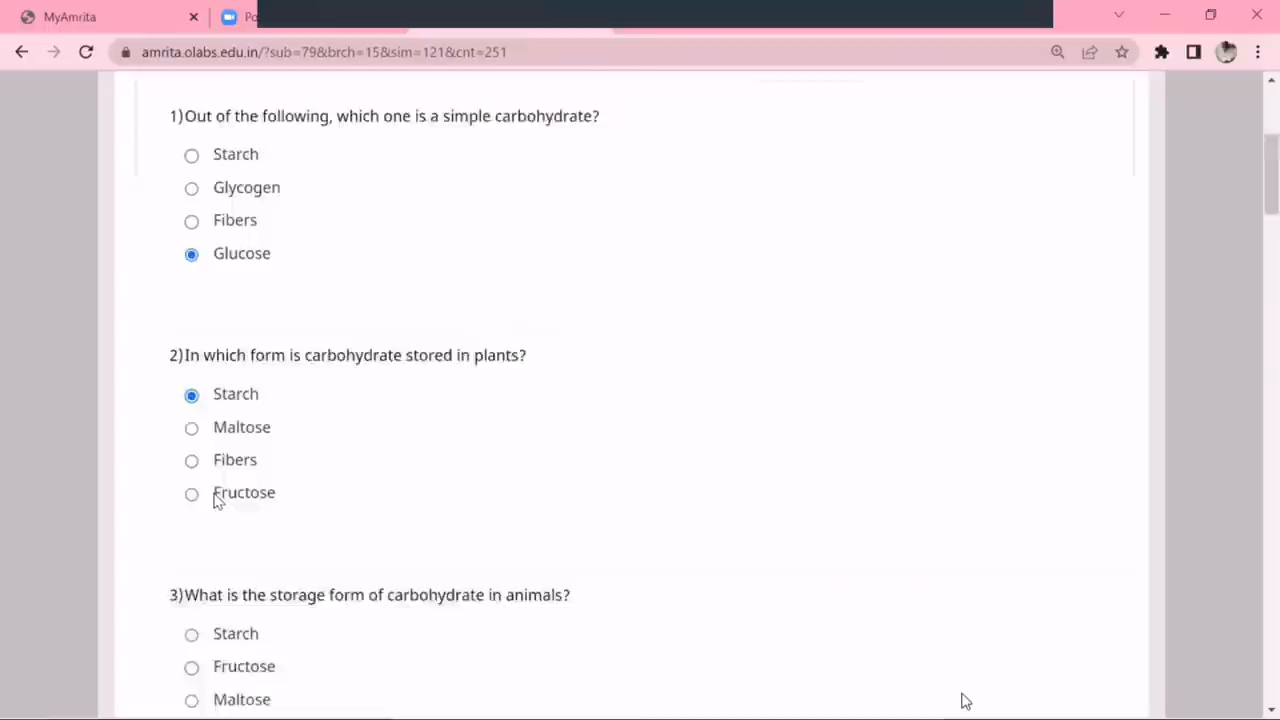 MyAmrita
Po
amrita.olabs.edu.in/?sub=79&brch=15&sim=121&cnt=251
1)Out of the following, which one is a simple carbohydrate?
Starch
Glycogen
Fibers
Glucose
2)In which form is carbohydrate stored in plants?
Starch
Maltose
Fibers
Fructose
3)What is the storage form of carbohydrate in animals?
Starch
Fructose
Maltose